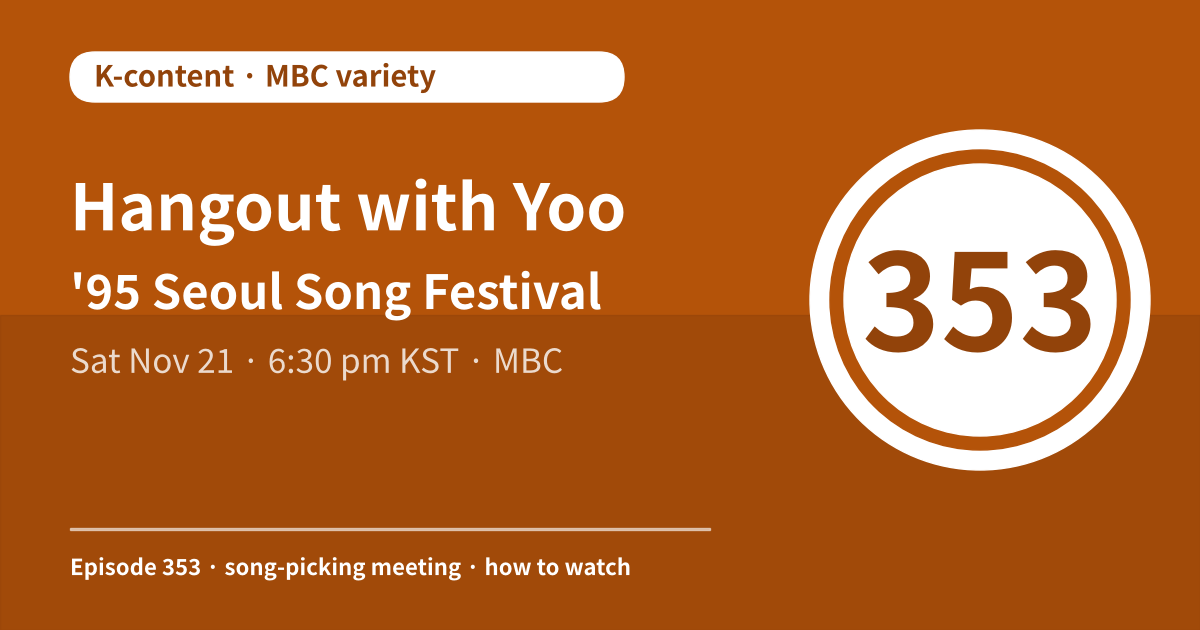 K-content · MBC variety
Hangout with Yoo
'95 Seoul Song Festival
Sat Nov 21 · 6:30 pm KST · MBC
353
Episode 353 · song-picking meeting · how to watch